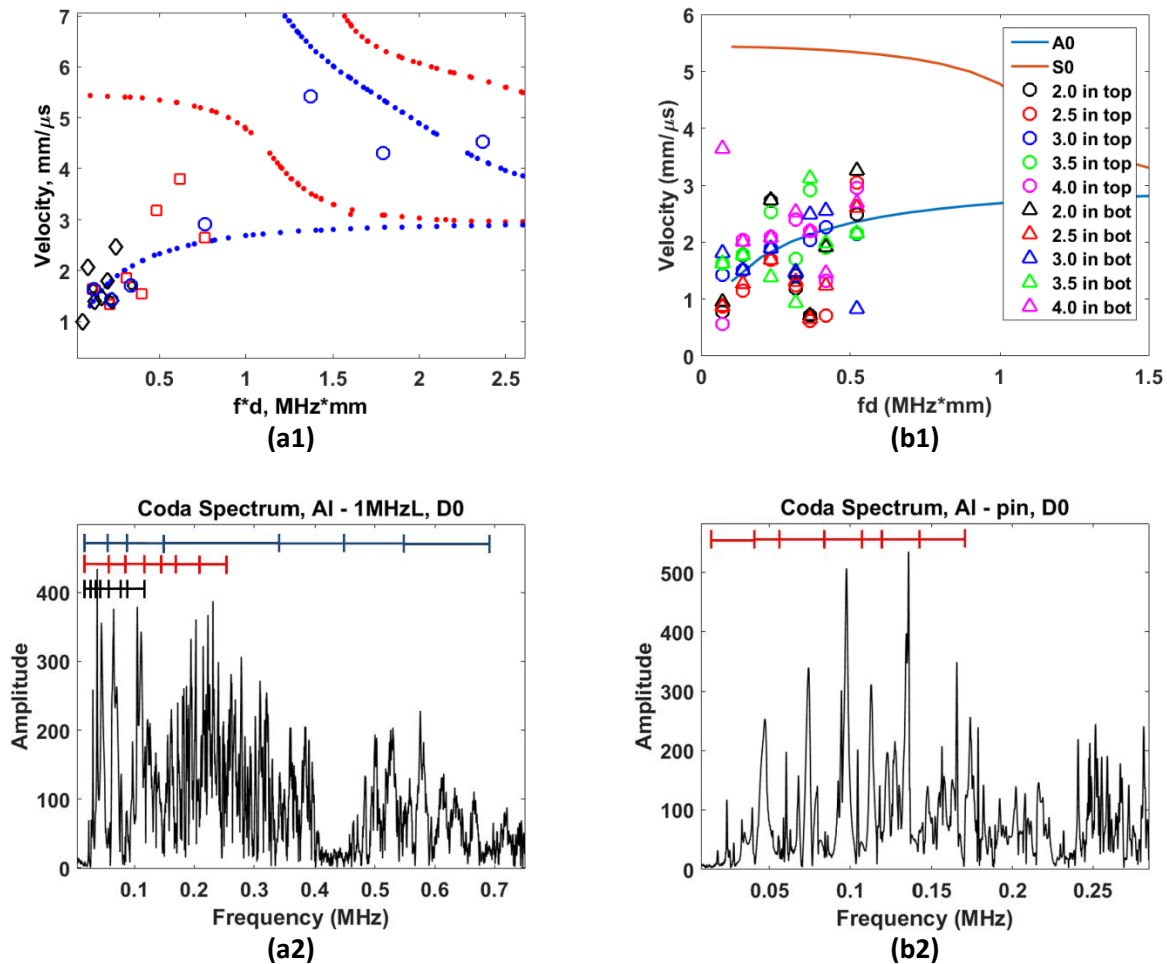 7
6
5
4
3
2
1
0.5
1
1.5
2
2.5
Velocity, mm/μs
f*d, MHz*mm
(a1)
6
5
4
3
2
1
0
0
0.5
1
1.5
Velocity (mm/μs)
fd (MHz*mm)
A0
S0
2.0 in top
2.5 in top
3.0 in top
3.5 in top
4.0 in top
2.0 in bot
2.5 in bot
3.0 in bot
3.5 in bot
4.0 in bot
(b1)
Coda Spectrum, Al - 1MHzL, D0
400
300
200
100
0
0.1
0.2
0.3
0.4
0.5
0.6
0.7
Amplitude
Frequency (MHz)
(a2)
Coda Spectrum, Al - pin, D0
500
400
300
200
100
0
0.05
0.1
0.15
0.2
0.25
Amplitude
Frequency (MHz)
(b2)